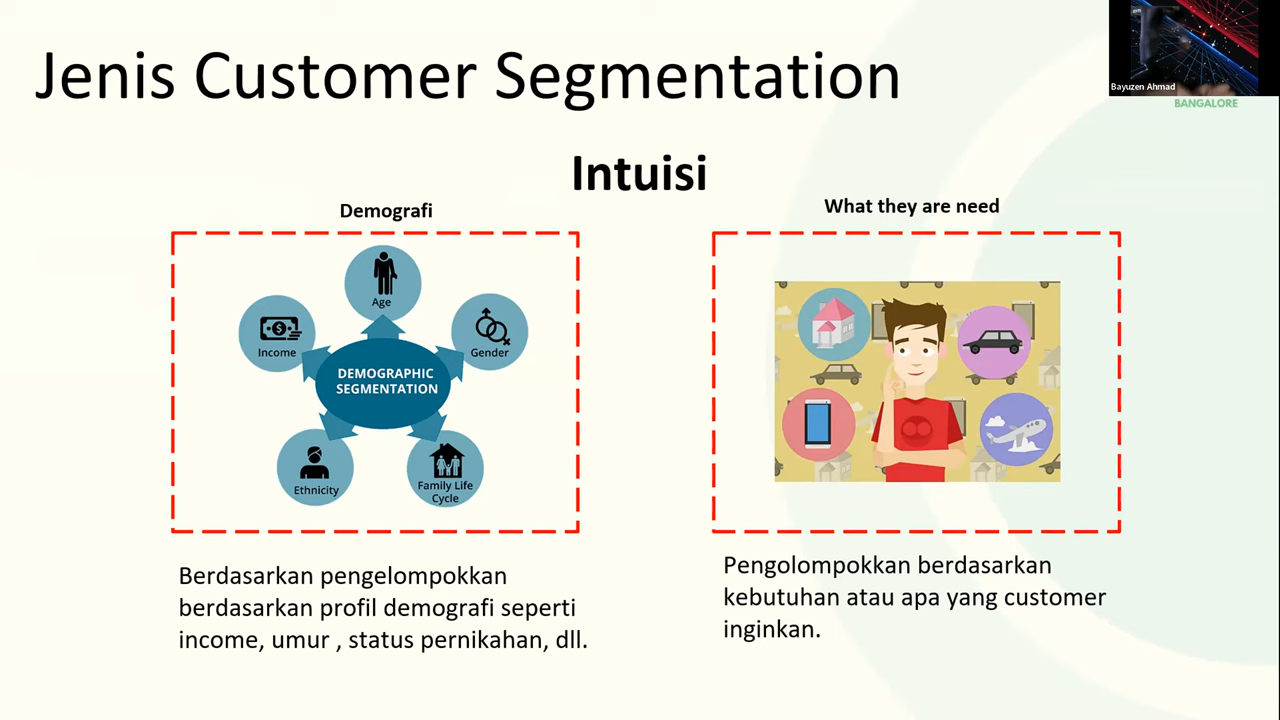 Jenis Customer Segmentation
Bayuzen Ahmad
BANGALORE
Intuisi
Demografi
Age
Income
Gender
DEMOGRAPHIC
SEGMENTATION
Ethnicity
Family Life
Cycle
Berdasarkan pengelompokkan
berdasarkan profil demografi seperti
income, umur , status pernikahan, dll.
What they are need
Pengolompokkan berdasarkan
kebutuhan atau apa yang customer
inginkan.